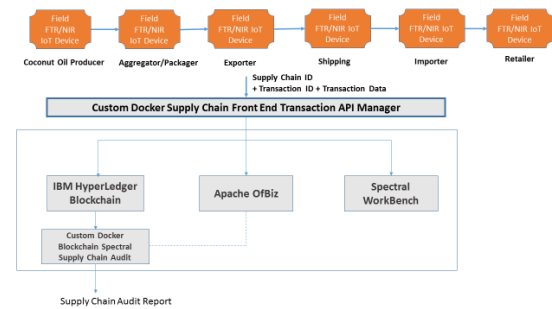 Field
FTR/NIR
IoT Device
Field
FTR/NIR
IoT Device
Field
FTR/NIR IoT
Device
Field
FTR/NIR IoT
Device
Field
FTR/NIR IoT
Device
Field
FTR/NIR IoT
Device
Coconut Oil Producer
Aggregator/Packager
Exporter
Shipping
Importer
Retailer
Supply Chain ID
+ Transaction ID + Transaction Data
Custom Docker Supply Chain Front End Transaction API Manager
IBM HyperLedger
Blockchain
Apache OfBiz
Spectral
WorkBench
Custom Docker
Blockchain Spectral
Supply Chain Audit
Supply Chain Audit Report